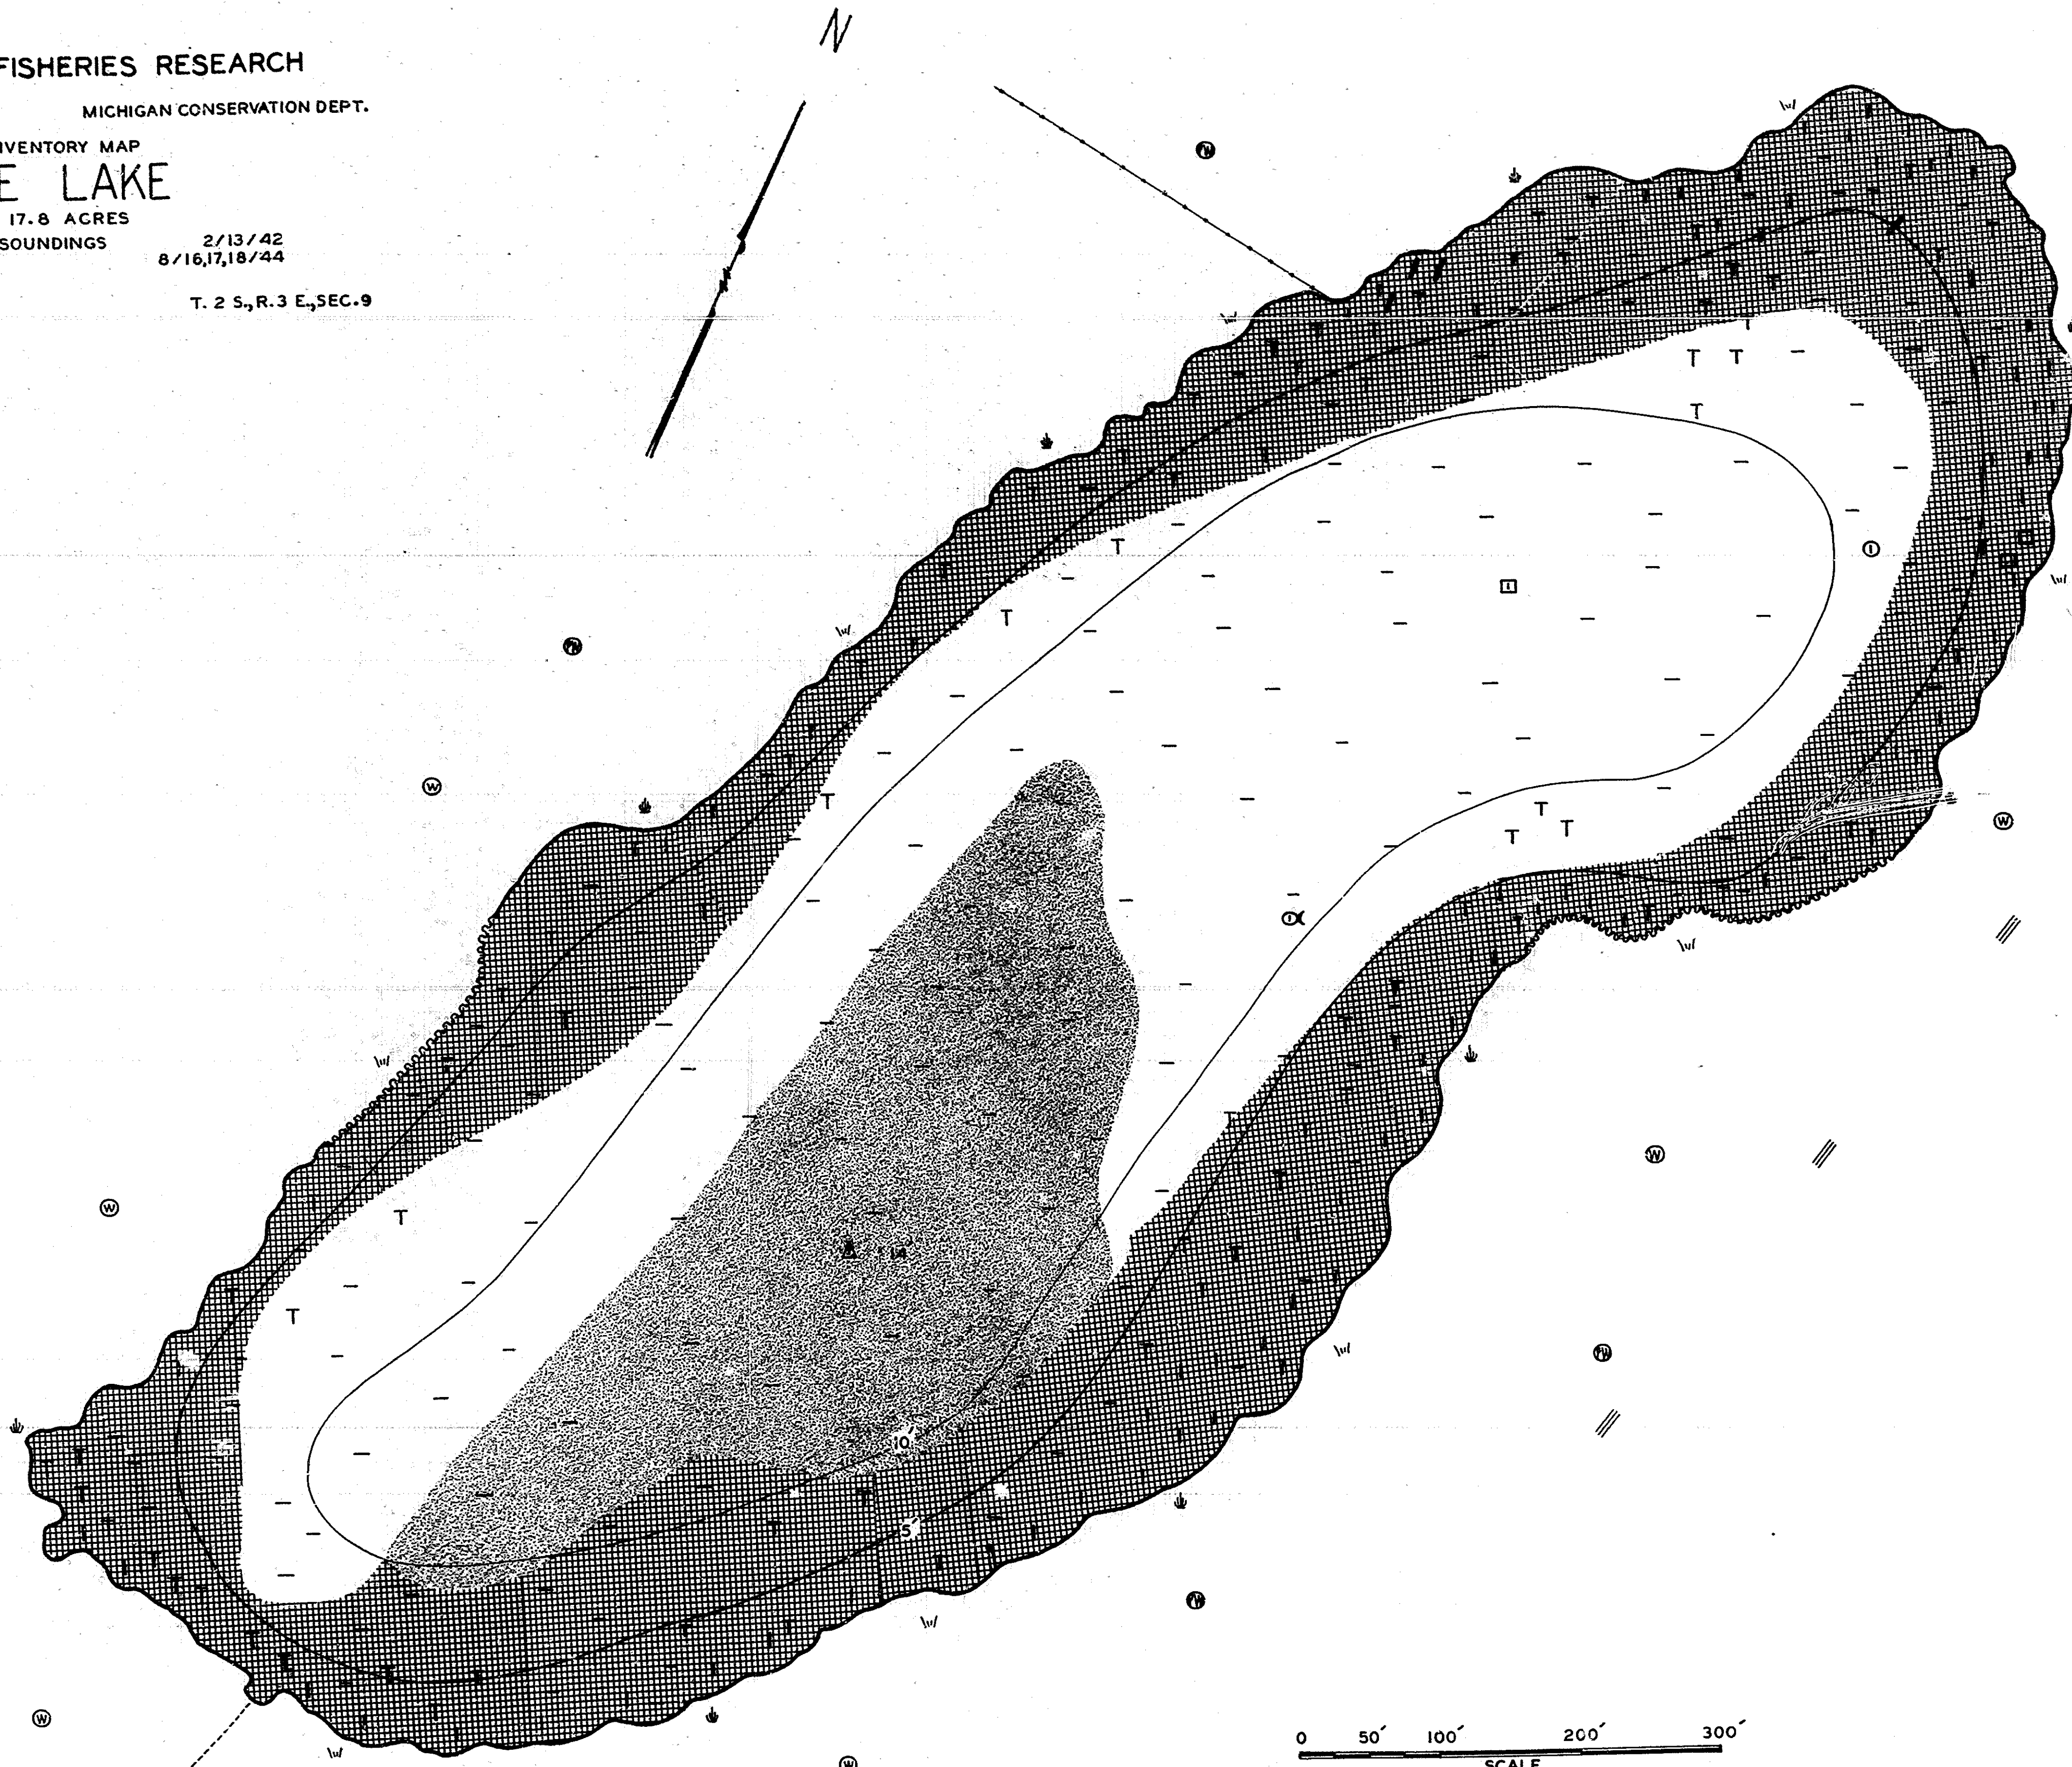 N
FISHERIES RESEARCH
MICHIGAN CONSERVATION DEPT.
INVENTORY MAP
E LAKE
17.8 ACRES
SOUNDINGS 2/13/42
8/16,17,18/44
T. 2 S., R. 3 E., SEC. 9
14'
10'
5'
0 50' 100' 200' 300'
SCALE